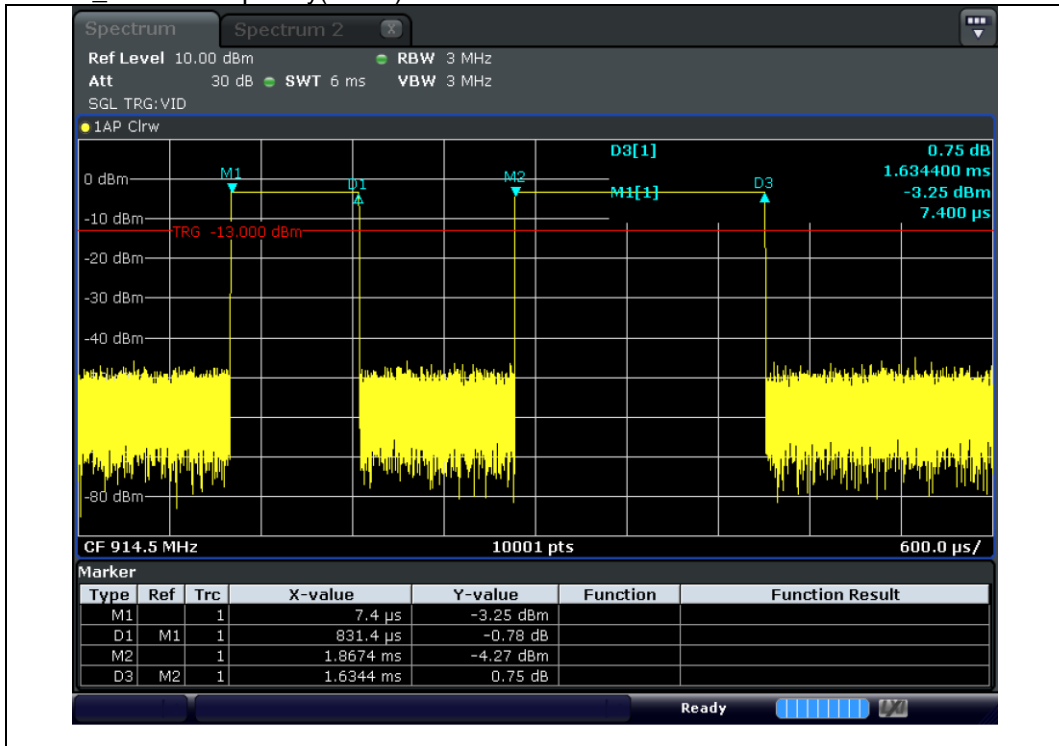 Spectrum Spectrum 2 X
Ref Level 10.00 dBm RBW 3 MHz
Att 30 dB SWT 6 ms VBW 3 MHz
SGL TRG:VID
1AP Clrw
D3[1] 0.75 dB
1.634400 ms
M1[1] -3.25 dBm
7.400 µs
M1 D1 M2 D3
0 dBm
-10 dBm
TRG -13.000 dBm
-20 dBm
-30 dBm
-40 dBm
-80 dBm
CF 914.5 MHz 10001 pts 600.0 µs/
Marker
Type Ref Trc X-value Y-value Function Function Result
M1 1 7.4 µs -3.25 dBm
D1 M1 1 831.4 µs -0.78 dB
M2 1 1.8674 ms -4.27 dBm
D3 M2 1 1.6344 ms 0.75 dB
Ready